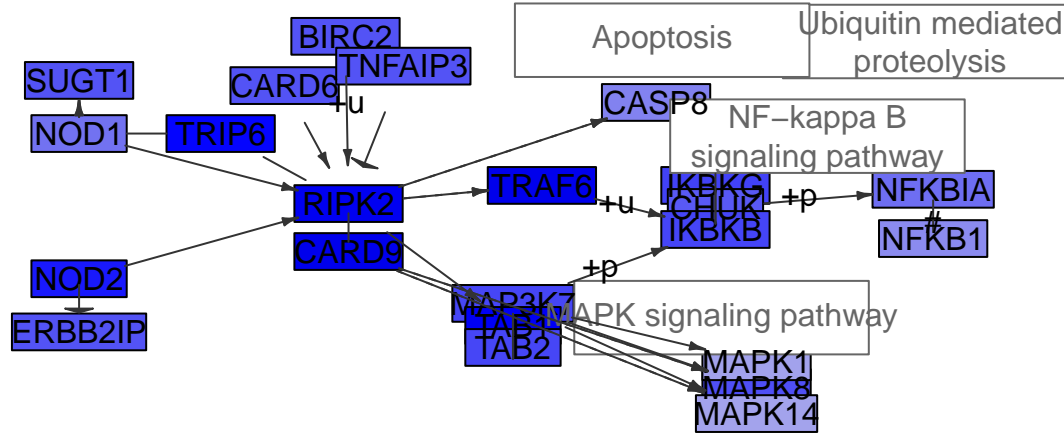 BIRC2
Apoptosis
Ubiquitin mediated
proteolysis
TNFAIP3
SUGT1
CARD6
+u
CASP8
NOD1
TRIP6
NF−kappa B
signaling pathway
RIPK2
TRAF6
+u
IKBKG
CHUK
IKBKB
+p
NFKBIA
#
NFKB1
CARD9
NOD2
+p
ERBB2IP
MAP3K7
TAB1
TAB2
MAPK signaling pathway
MAPK1
MAPK8
MAPK14